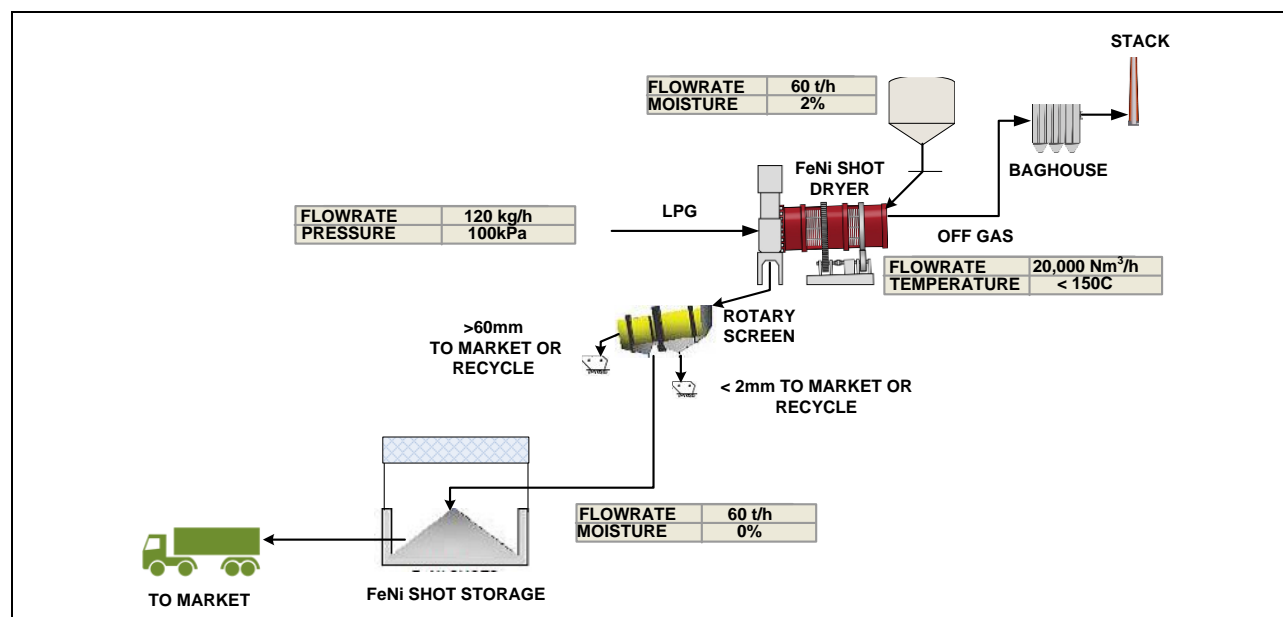 STACK
FLOWRATE 60 t/h
MOISTURE 2%
FeNi SHOT
DRYER
BAGHOUSE
LPG
FLOWRATE 120 kg/h
PRESSURE 100kPa
OFF GAS
FLOWRATE 20,000 Nm³/h
TEMPERATURE < 150C
ROTARY
SCREEN
>60mm
TO MARKET OR
RECYCLE
< 2mm TO MARKET OR
RECYCLE
FLOWRATE 60 t/h
MOISTURE 0%
TO MARKET
FeNi SHOT STORAGE